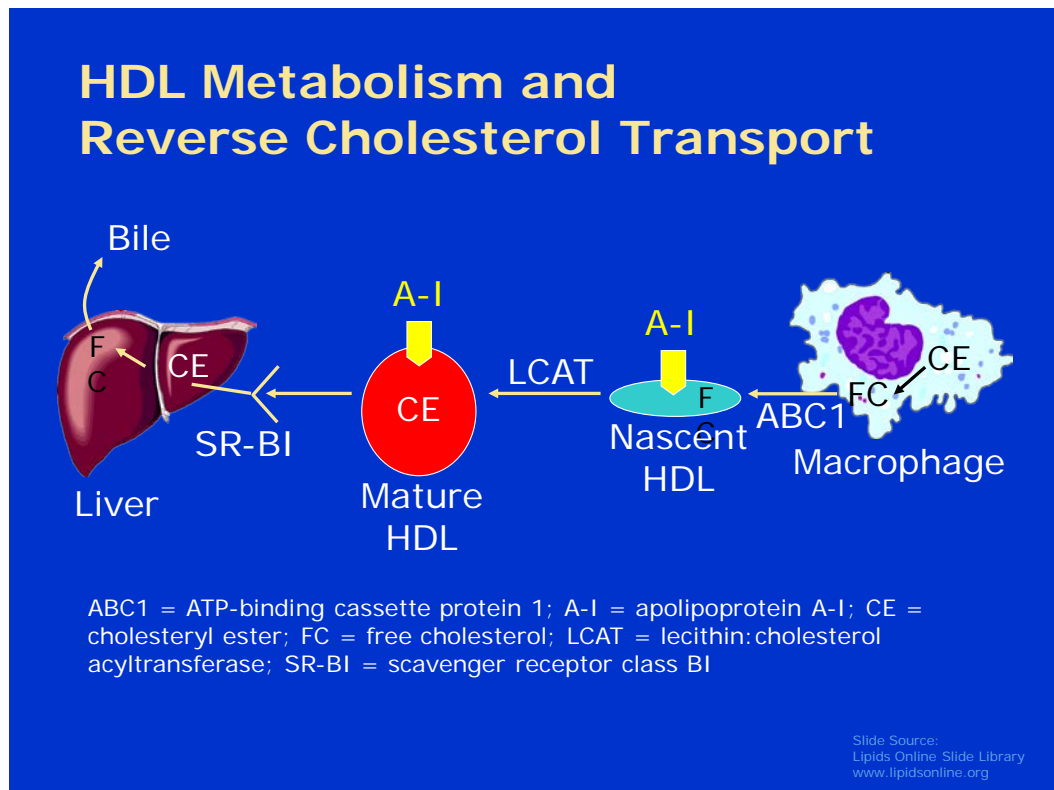 HDL Metabolism and
Reverse Cholesterol Transport
Bile
A-I
A-I
F
C
CE
LCAT
CE
FC
CE
F
C
ABC1
SR-BI
Nascent
HDL
Macrophage
Liver
Mature
HDL
ABC1 = ATP-binding cassette protein 1; A-I = apolipoprotein A-I; CE =
cholesteryl ester; FC = free cholesterol; LCAT = lecithin:cholesterol
acyltransferase; SR-BI = scavenger receptor class BI
Slide Source:
Lipids Online Slide Library
www.lipidsonline.org